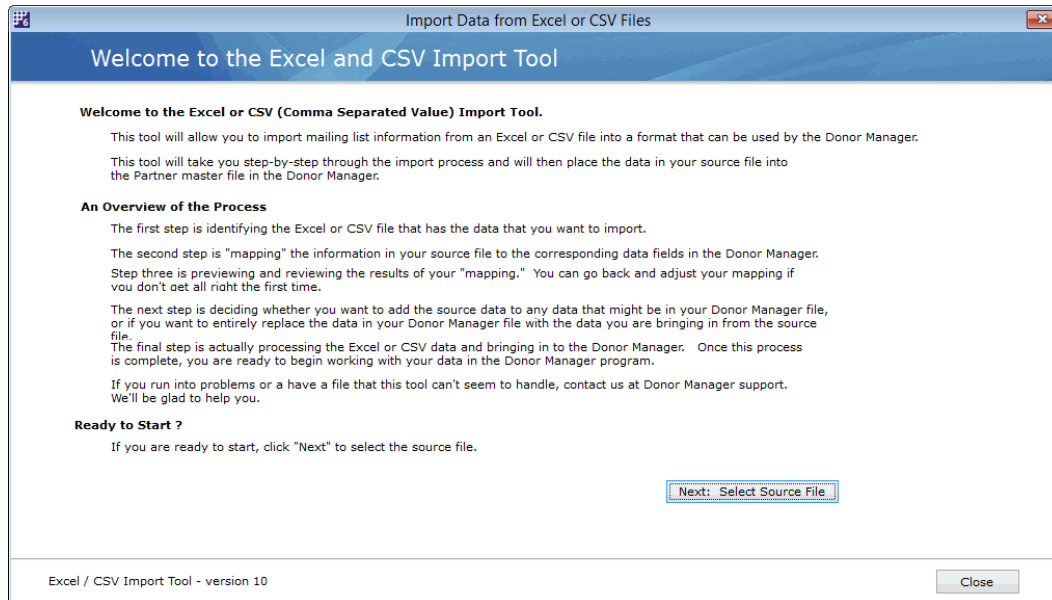 Import Data from Excel or CSV Files
Welcome to the Excel and CSV Import Tool
Welcome to the Excel or CSV (Comma Separated Value) Import Tool.
This tool will allow you to import mailing list information from an Excel or CSV file into a format that can be used by the Donor Manager.
This tool will take you step-by-step through the import process and will then place the data in your source file into
the Partner master file in the Donor Manager.
An Overview of the Process
The first step is identifying the Excel or CSV file that has the data that you want to import.
The second step is "mapping" the information in your source file to the corresponding data fields in the Donor Manager.
Step three is previewing and reviewing the results of your "mapping."  You can go back and adjust your mapping if
you don't get all right the first time.
The next step is deciding whether you want to add the source data to any data that might be in your Donor Manager file,
or if you want to entirely replace the data in your Donor Manager file with the data you are bringing in from the source
file.
The final step is actually processing the Excel or CSV data and bringing in to the Donor Manager.   Once this process
is complete, you are ready to begin working with your data in the Donor Manager program.
If you run into problems or a have a file that this tool can't seem to handle, contact us at Donor Manager support.
We'll be glad to help you.
Ready to Start ?
If you are ready to start, click "Next" to select the source file.
Next:  Select Source File
Excel / CSV Import Tool - version 10
Close